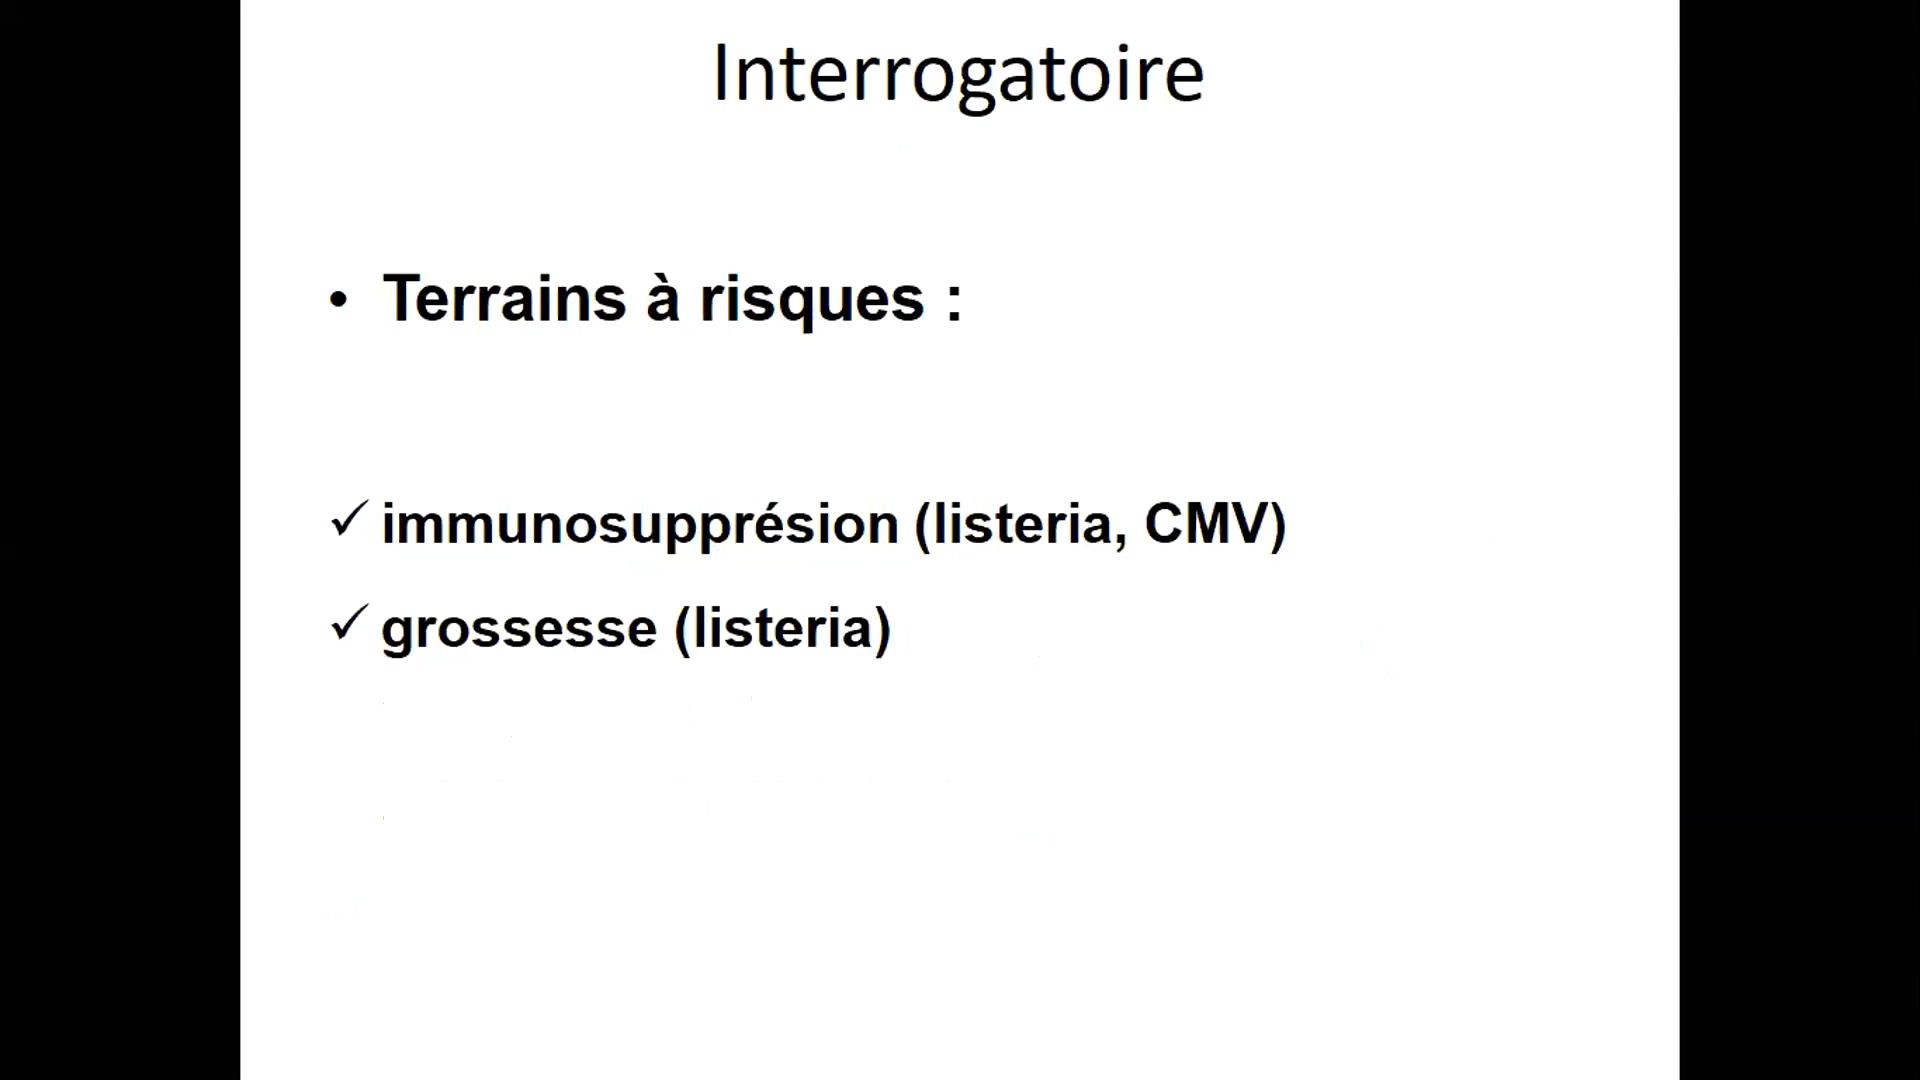 Interrogatoire
• Terrains à risques :
✓ immunosupprésion (listeria, CMV)
✓ grossesse (listeria)